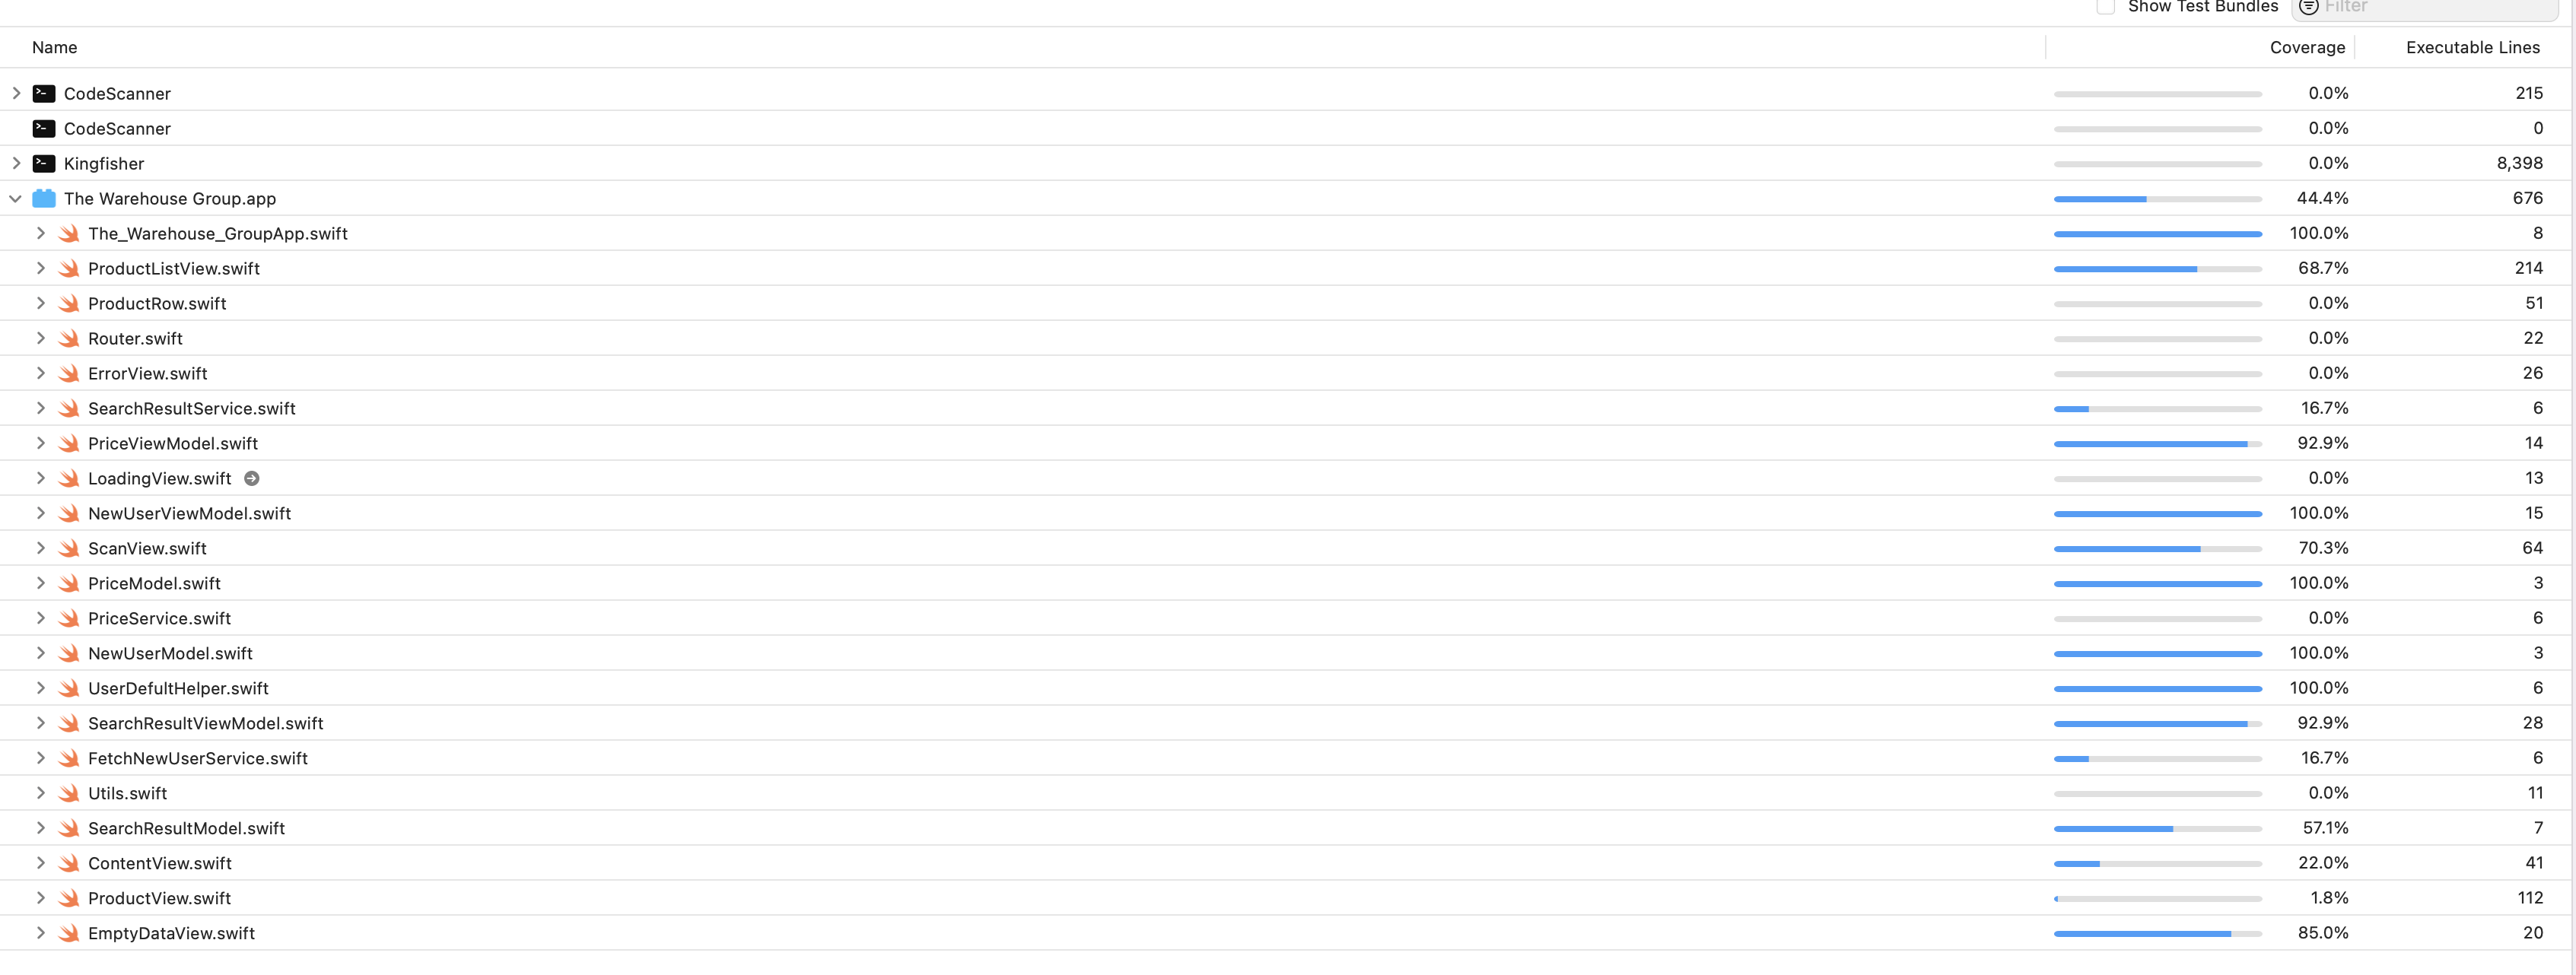 Show Test Bundles Filter
Name Coverage Executable Lines
CodeScanner 0.0% 215
CodeScanner 0.0% 0
Kingfisher 0.0% 8,398
The Warehouse Group.app 44.4% 676
The_Warehouse_GroupApp.swift 100.0% 8
ProductListView.swift 68.7% 214
ProductRow.swift 0.0% 51
Router.swift 0.0% 22
ErrorView.swift 0.0% 26
SearchResultService.swift 16.7% 6
PriceViewModel.swift 92.9% 14
LoadingView.swift 0.0% 13
NewUserViewModel.swift 100.0% 15
ScanView.swift 70.3% 64
PriceModel.swift 100.0% 3
PriceService.swift 0.0% 6
NewUserModel.swift 100.0% 3
UserDefultHelper.swift 100.0% 6
SearchResultViewModel.swift 92.9% 28
FetchNewUserService.swift 16.7% 6
Utils.swift 0.0% 11
SearchResultModel.swift 57.1% 7
ContentView.swift 22.0% 41
ProductView.swift 1.8% 112
EmptyDataView.swift 85.0% 20